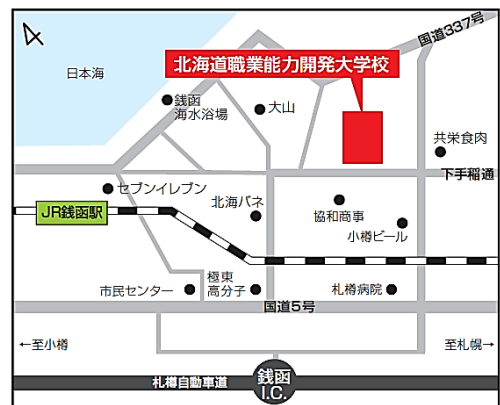 国道337号
日本海
北海道職業能力開発大学校
銭函
海水浴場
大山
共栄食肉
下手稲通
セブンイレブン
JR銭函駅
北海バネ
協和商事
小樽ビール
市民センター
極東
高分子
札樽病院
国道5号
←至小樽
至札幌→
札樽自動車道
銭函
I.C.